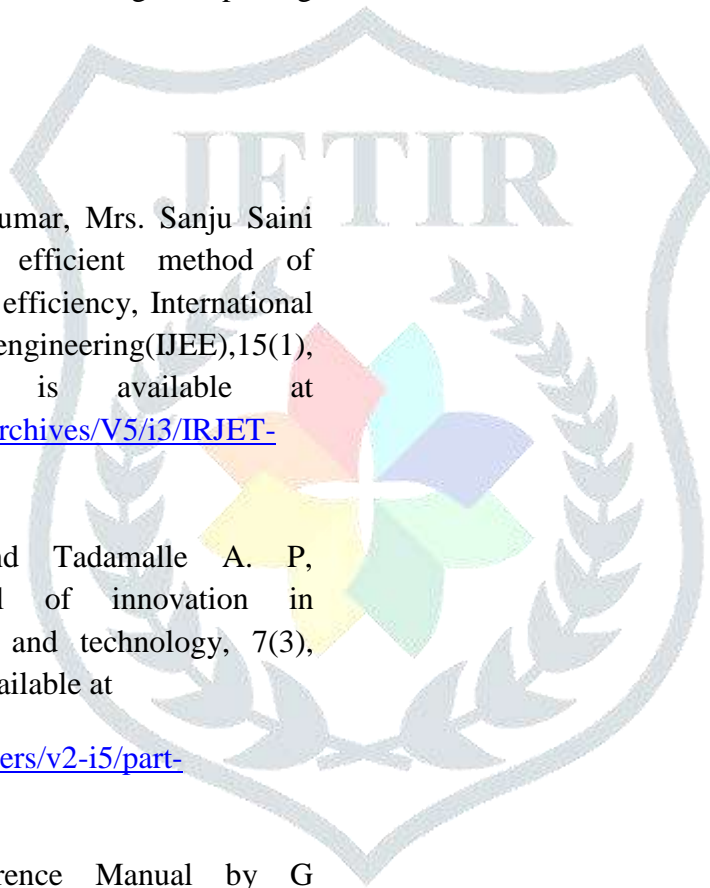 JETIR
umar, Mrs. Sanju Saini
efficient method of
efficiency, International
engineering(IJEE),15(1),
is available at
rchives/V5/i3/IRJET-
nd Tadamalle A. P,
of innovation in
and technology, 7(3),
ailable at
ers/v2-i5/part-
rence Manual by G